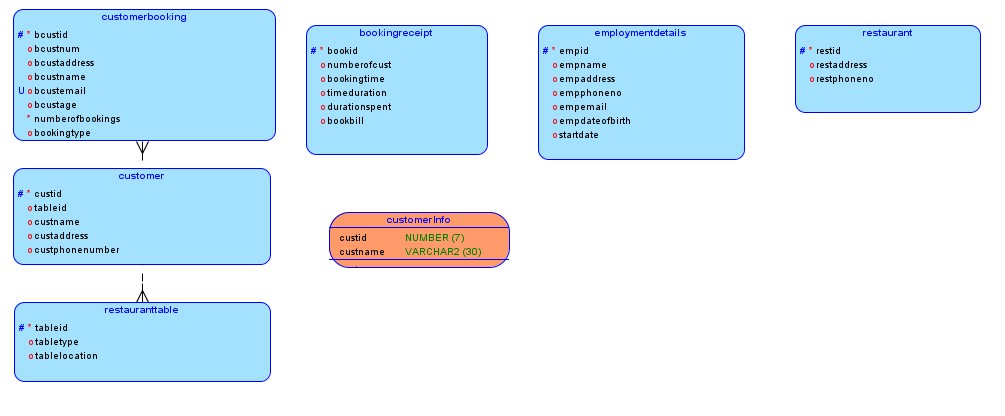 customerbooking
# * bcustid
o bcustnum
o bcustaddress
o bcustname
U o bcustemail
o bcustage
* numberofbookings
o bookingtype
bookingreceipt
# * bookid
o numberofcust
o bookingtime
o timeduration
o durationspent
o bookbill
employmentdetails
# * empid
o empname
o empaddress
o empphoneno
o empemail
o empdateofbirth
o startdate
restaurant
# * restid
o restaddress
o restphoneno
customer
# * custid
o tableid
o custname
o custaddress
o custphonenumber
customerInfo
custid NUMBER (7)
custname VARCHAR2 (30)
restauranttable
# * tableid
o tabletype
o tablelocation